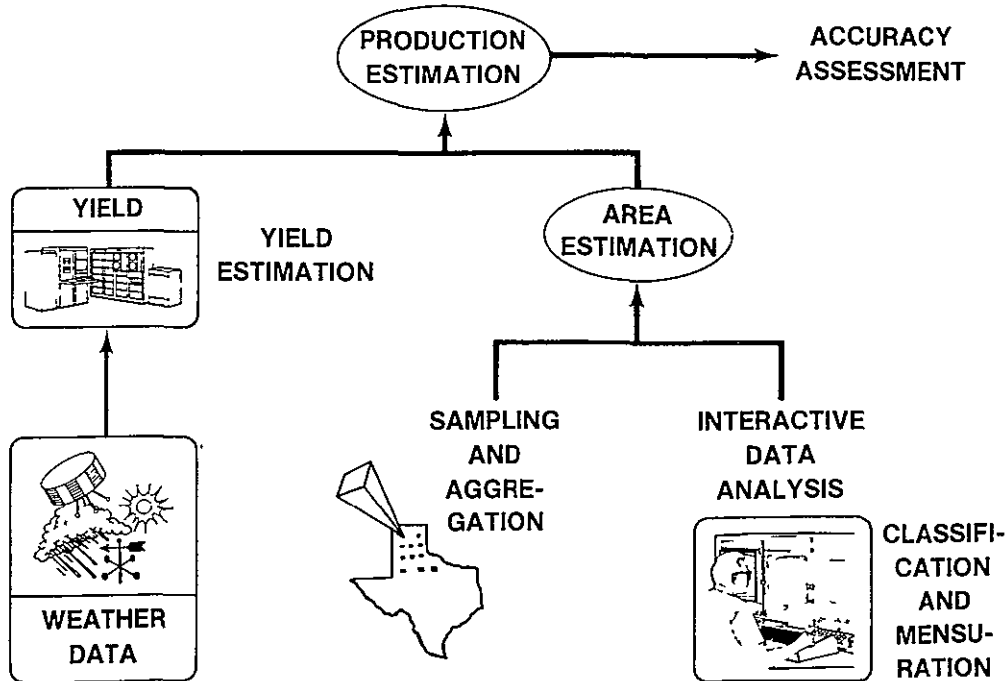 PRODUCTION
ESTIMATION
ACCURACY
ASSESSMENT
YIELD
YIELD
ESTIMATION
AREA
ESTIMATION
SAMPLING
AND
AGGRE-
GATION
INTERACTIVE
DATA
ANALYSIS
CLASSIFI-
CATION
AND
MENSU-
RATION
WEATHER
DATA